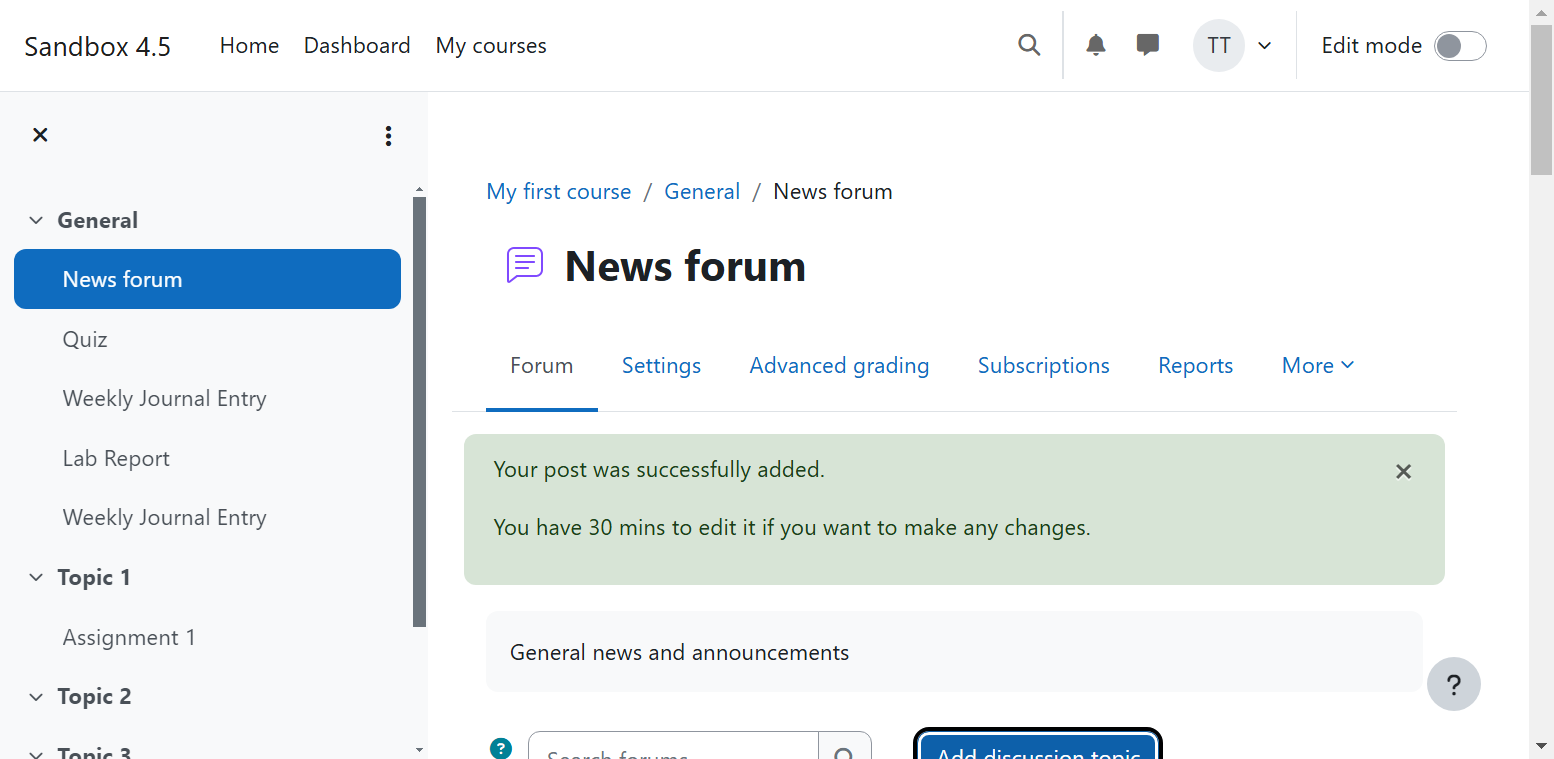 Sandbox 4.5 Home Dashboard My courses TT Edit mode
General
News forum
Quiz
Weekly Journal Entry
Lab Report
Weekly Journal Entry
Topic 1
Assignment 1
Topic 2
Topic 3
My first course / General / News forum
News forum
Forum Settings Advanced grading Subscriptions Reports More
Your post was successfully added.
You have 30 mins to edit it if you want to make any changes.
General news and announcements
?
? Search forums Add discussion topic